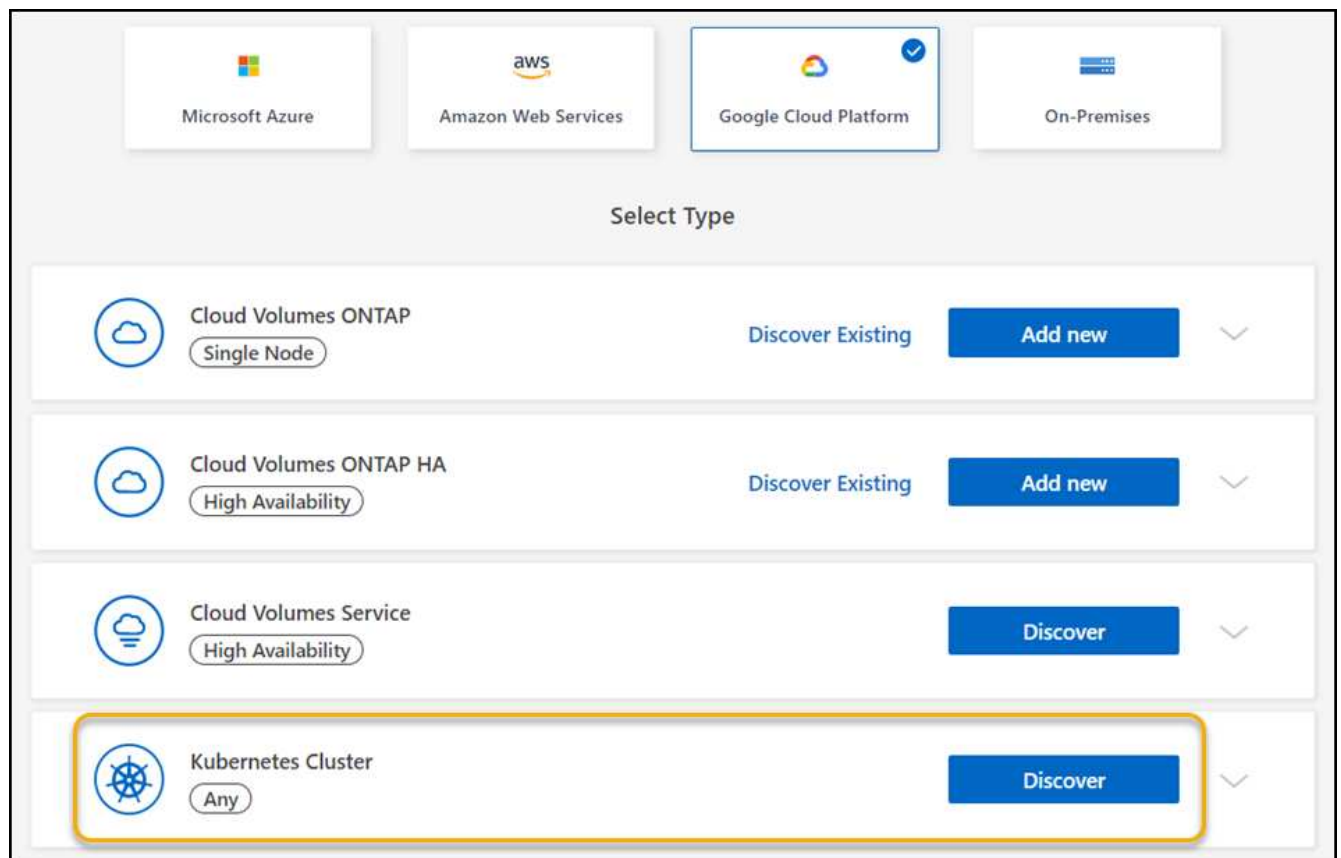 aws
Microsoft Azure
Amazon Web Services
Google Cloud Platform
On-Premises
Select Type
Cloud Volumes ONTAP
Single Node
Discover Existing
Add new
Cloud Volumes ONTAP HA
High Availability
Discover Existing
Add new
Cloud Volumes Service
High Availability
Discover
Kubernetes Cluster
Any
Discover